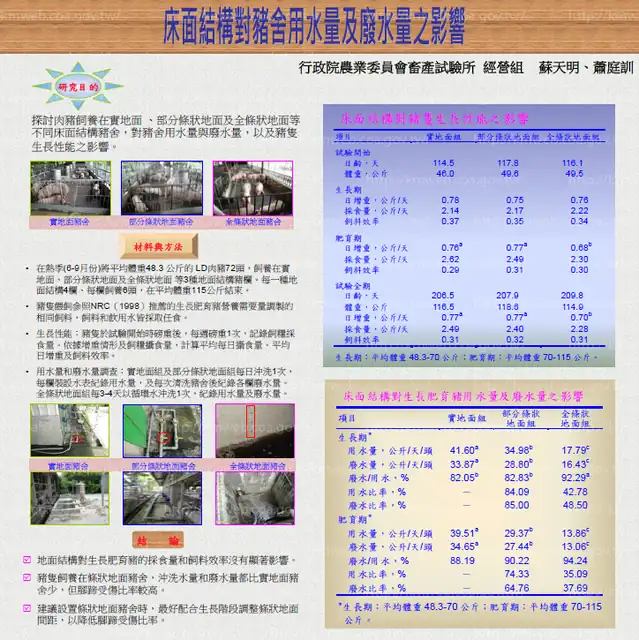 床面結構對豬舍用水量及廢水量之影響
行政院農業委員會畜產試驗所 經營組 蘇天明、蕭庭訓
研究目的
探討肉豬飼養在實地面、部分條狀地面及全條狀地面等
不同床面結構豬舍，對豬舍用水量與廢水量，以及豬隻
生長性能之影響。
實地面豬舍 部分條狀地面豬舍 全條狀地面豬舍
材料與方法
• 在熱季(6-9月份)將平均體重48.3 公斤的 LD肉豬72頭，飼養在實
地面、部分條狀地面及全條狀地面 等3種地面結構豬欄。每一種地
面結構4欄、每欄飼養6頭，在平均體重115公斤結束。
• 豬隻餵飼參照NRC（1998）推薦的生長肥育豬營養需要量調製的
相同飼料，飼料和飲用水皆採取任食。
• 生長性能：豬隻於試驗開始時磅重後，每週磅重1次，記錄飼糧採
食量。依據增重情形及飼糧攝食量，計算平均每日攝食量、平均
日增重及飼料效率。
• 用水量和廢水量調查：實地面組及部分條狀地面組每日沖洗1次，
每欄裝設水表紀錄用水量，及每次清洗豬舍後紀錄各欄廢水量。
全條狀地面組每3-4天以循環水沖洗1次，紀錄用水量及廢水量。
實地面豬舍 部分條狀地面豬舍 全條狀地面豬舍
結 論
☑ 地面結構對生長肥育豬的採食量和飼料效率沒有顯著影響。
☑ 豬隻飼養在條狀地面豬舍，沖洗水量和廢水量都比實地面豬
舍少，但腳蹄受傷比率較高。
☑ 建議設置條狀地面豬舍時，最好配合生長階段調整條狀地面
間距，以降低腳蹄受傷比率。
床面結構對豬隻生長性能之影響
項目 實地面組 部分條狀地面組 全條狀地面組
試驗開始
日齡，天 114.5 117.8 116.1
體重，公斤 46.0 49.6 49.5
生長期
日增重，公斤/天 0.78 0.75 0.76
採食量，公斤/天 2.14 2.17 2.22
飼料效率 0.37 0.35 0.34
肥育期
日增重，公斤/天 0.76a 0.77a 0.68b
採食量，公斤/天 2.62 2.49 2.30
飼料效率 0.29 0.31 0.30
試驗全期
日齡，天 206.5 207.9 209.8
體重，公斤 116.5 118.6 114.9
日增重，公斤/天 0.77a 0.77a 0.70b
採食量，公斤/天 2.49 2.40 2.28
飼料效率 0.31 0.32 0.31
生長期：平均體重 48.3-70 公斤；肥育期：平均體重 70-115 公斤。
床面結構對生長肥育豬用水量及廢水量之影響
項目 實地面組 部分條狀地面組 全條狀地面組
生長期*
用水量，公升/天/頭 41.60a 34.98b 17.79c
廢水量，公升/天/頭 33.87a 28.80b 16.43c
廢水/用水，% 82.05b 82.83b 92.29a
用水比率，% － 84.09 42.78
廢水比率，% － 85.00 48.50
肥育期*
用水量，公升/天/頭 39.51a 29.37b 13.86c
廢水量，公升/天/頭 34.65a 27.44b 13.06c
廢水/用水，% 88.19 90.22 94.24
用水比率，% － 74.33 35.09
廢水比率，% － 64.76 37.69
*生長期：平均體重 48.3-70 公斤；肥育期：平均體重 70-115
公斤。